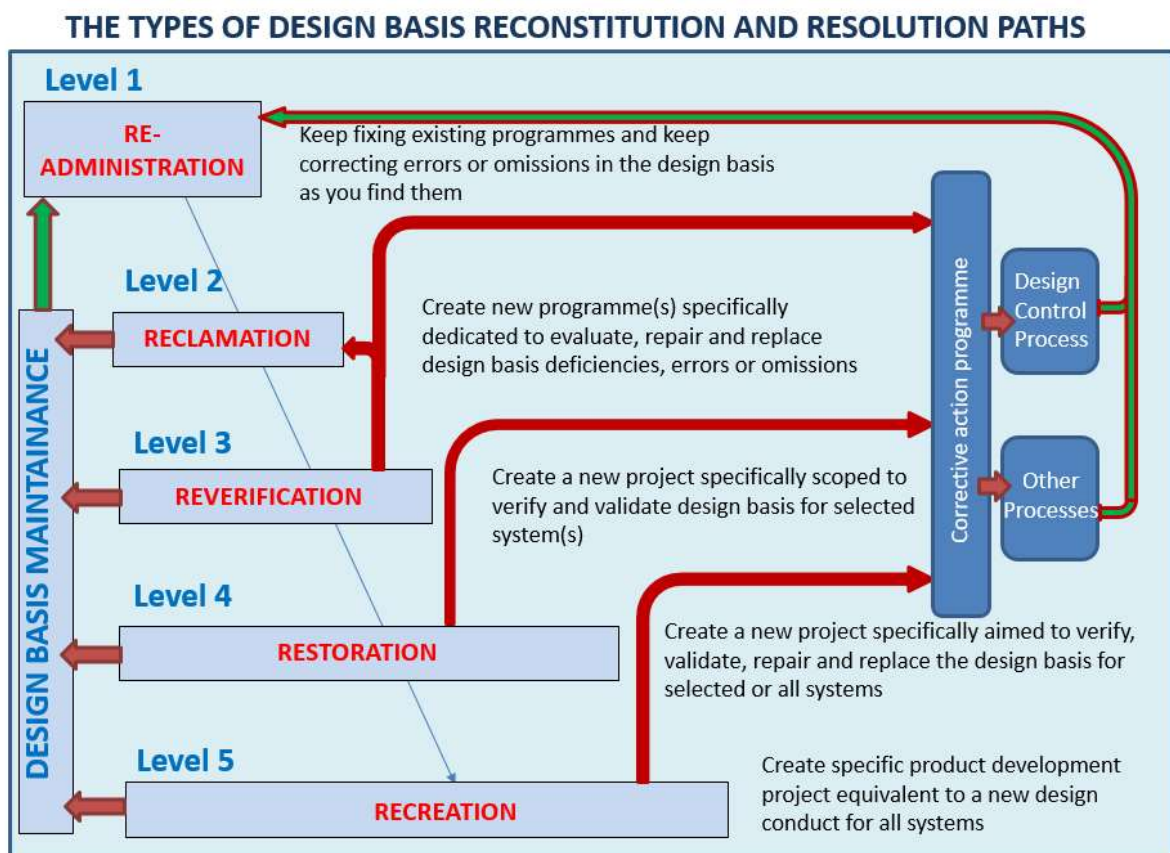 THE TYPES OF DESIGN BASIS RECONSTITUTION AND RESOLUTION PATHS
Level 1
RE-
ADMINISTRATION
Keep fixing existing programmes and keep
correcting errors or omissions in the design basis
as you find them
Level 2
RECLAMATION
Create new programme(s) specifically
dedicated to evaluate, repair and replace
design basis deficiencies, errors or omissions
Level 3
REVERIFICATION
Create a new project specifically scoped to
verify and validate design basis for selected
system(s)
Level 4
RESTORATION
Create a new project specifically aimed to verify,
validate, repair and replace the design basis for
selected or all systems
Level 5
RECREATION
Create specific product development
project equivalent to a new design
conduct for all systems
DESIGN BASIS MAINTAINANCE
Corrective action programme
Design
Control
Process
Other
Processes